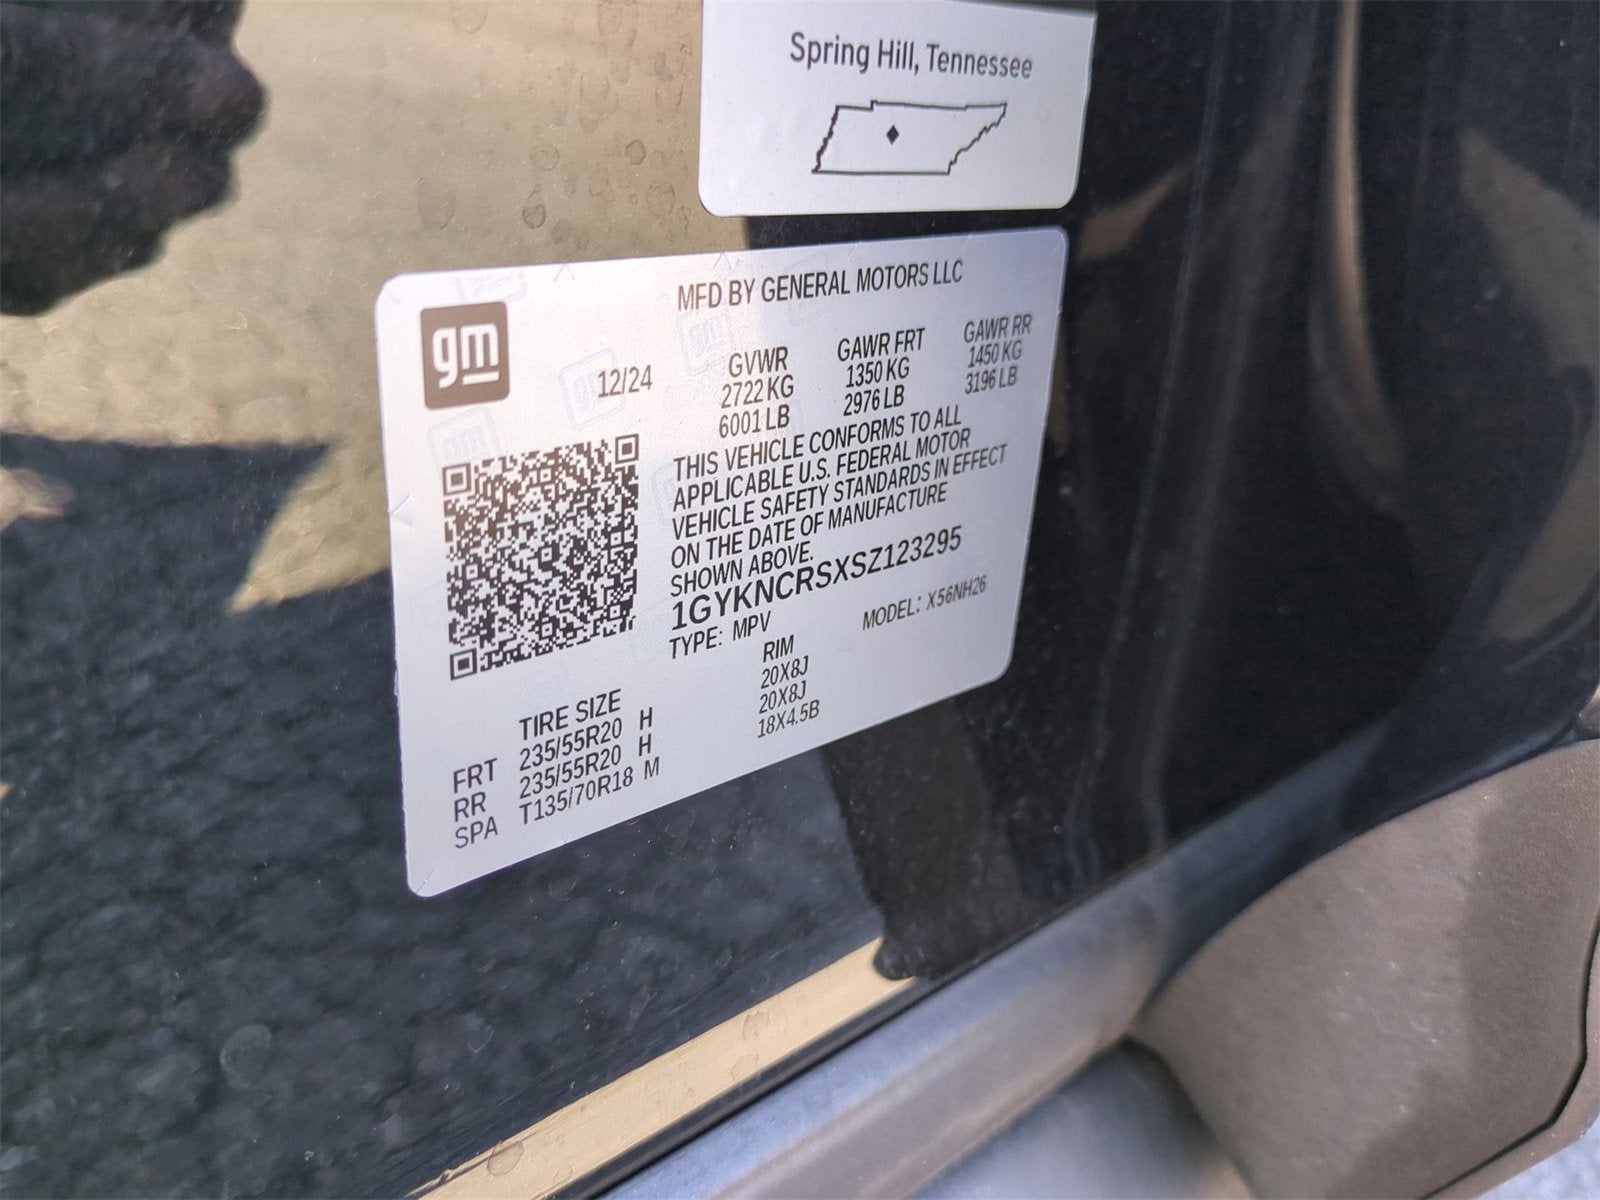 Spring Hill, Tennessee
gm
MFD BY GENERAL MOTORS LLC
12/24
GVWR GAWR FRT GAWR RR
2722 KG 1350 KG 1450 KG
6001 LB 2976 LB 3196 LB
THIS VEHICLE CONFORMS TO ALL
APPLICABLE U.S. FEDERAL MOTOR
VEHICLE SAFETY STANDARDS IN EFFECT
ON THE DATE OF MANUFACTURE
SHOWN ABOVE.
1GYKNCRSXSZ123295
TYPE: MPV MODEL: X56NH26
TIRE SIZE RIM
FRT 235/55R20 H 20X8J
RR 235/55R20 H 20X8J
SPA T135/70R18 M 18X4.5B